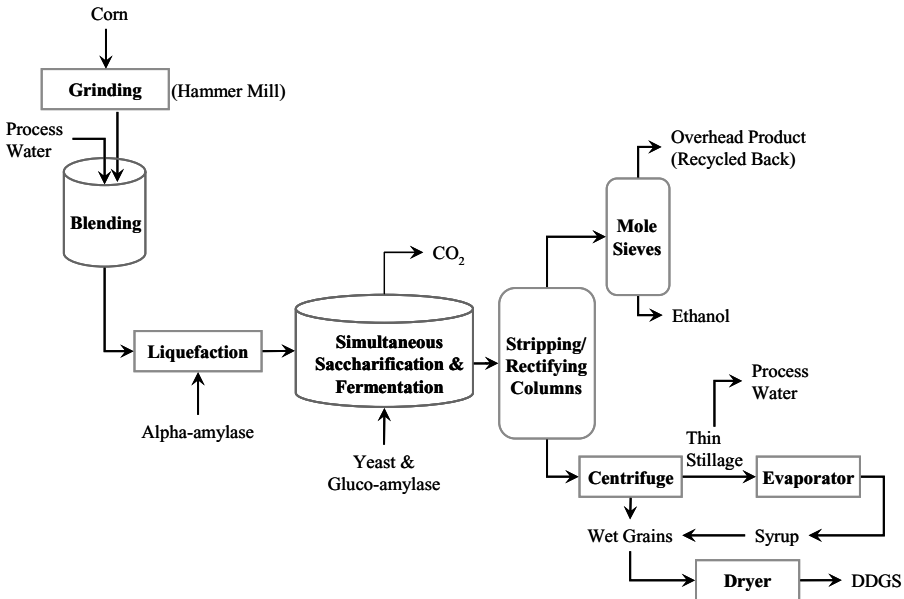 Corn
Grinding
(Hammer Mill)
Process
Water
Blending
Liquefaction
Alpha-amylase
CO2
Simultaneous
Saccharification &
Fermentation
Yeast &
Gluco-amylase
Stripping/
Rectifying
Columns
Overhead Product
(Recycled Back)
Mole
Sieves
Ethanol
Process
Water
Thin
Stillage
Centrifuge
Evaporator
Wet Grains
Syrup
Dryer
DDGS